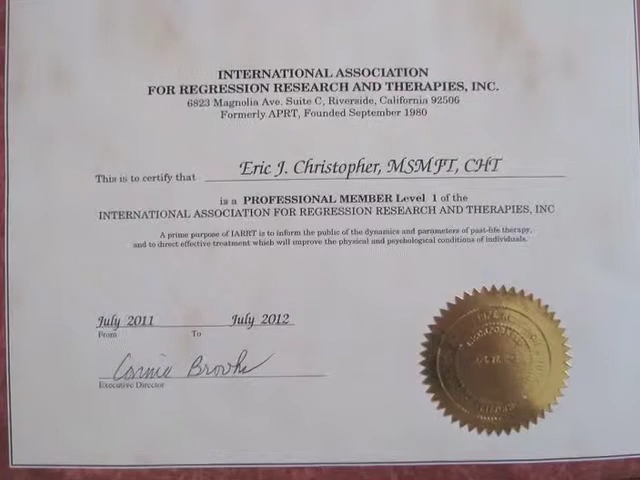 INTERNATIONAL ASSOCIATION
FOR REGRESSION RESEARCH AND THERAPIES, INC.
6823 Magnolia Ave. Suite C, Riverside, California 92506
Formerly APRT, Founded September 1980
This is to certify that Eric J. Christopher, MSMFT, CHT
is a PROFESSIONAL MEMBER Level 1 of the
INTERNATIONAL ASSOCIATION FOR REGRESSION RESEARCH AND THERAPIES, INC
A prime purpose of IARRT is to inform the public of the dynamics and parameters of past-life therapy,
and to direct effective treatment which will improve the physical and psychological conditions of individuals.
July 2011 July 2012
From To
Connie Brooks
Executive Director